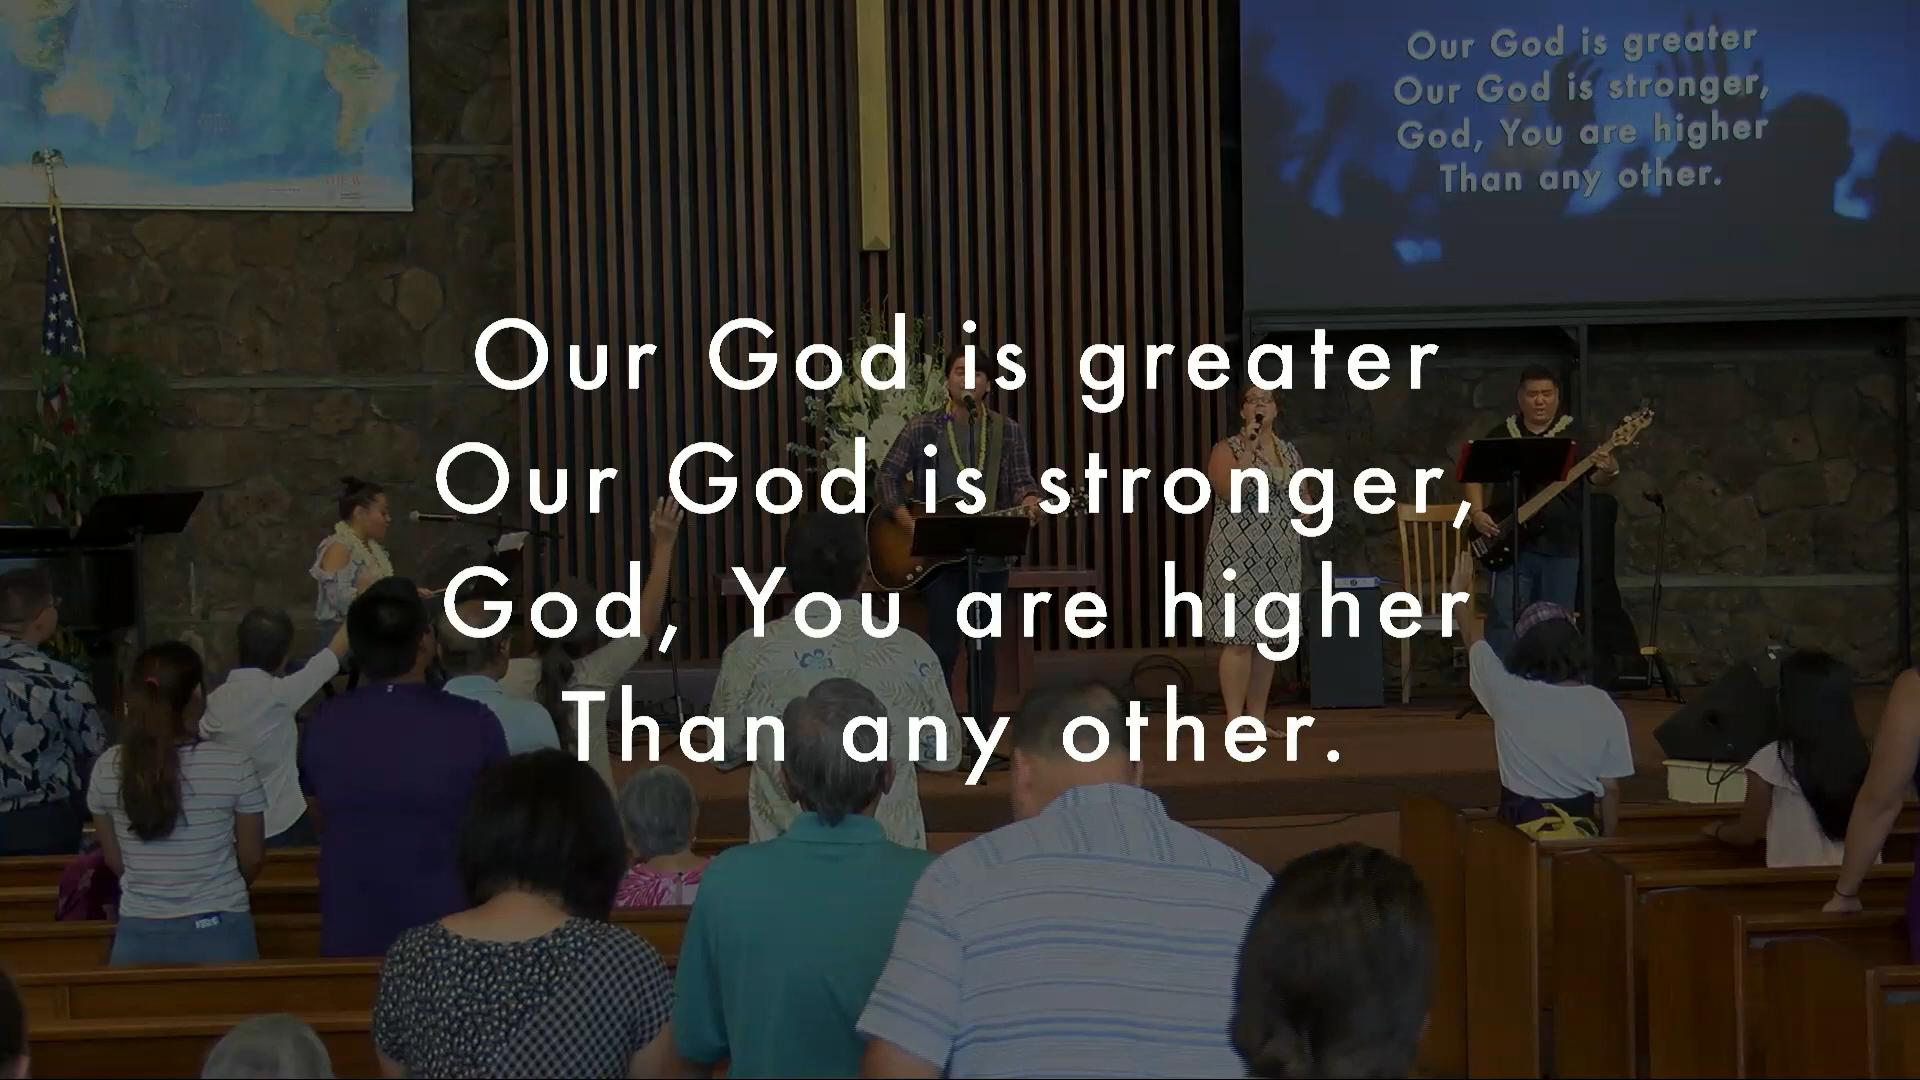 Our God is greater
Our God is stronger,
God, You are higher
Than any other.
Our God is greater
Our God is stronger,
God, You are higher
Than any other.